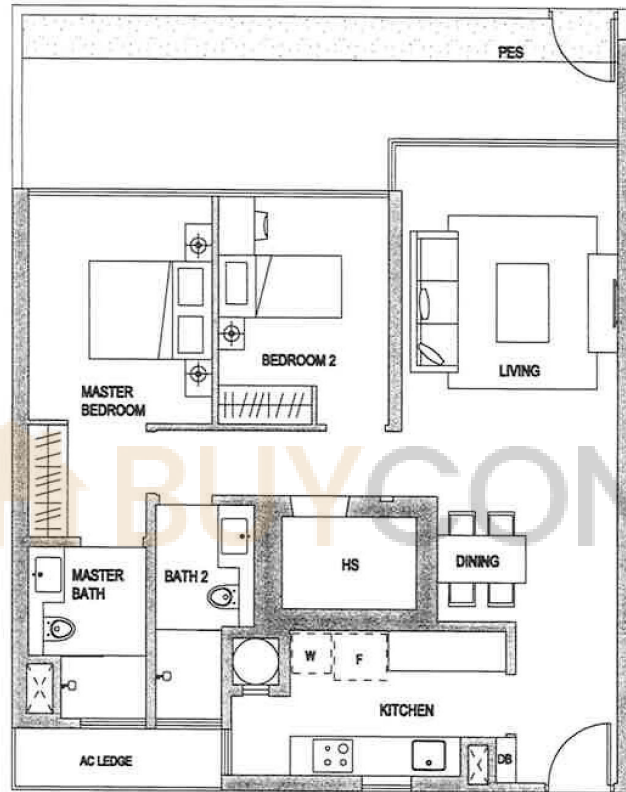 PES
LIVING
BEDROOM 2
MASTER
BEDROOM
BUYCON
DINING
HS
MASTER
BATH
BATH 2
W
F
KITCHEN
AC LEDGE
DB